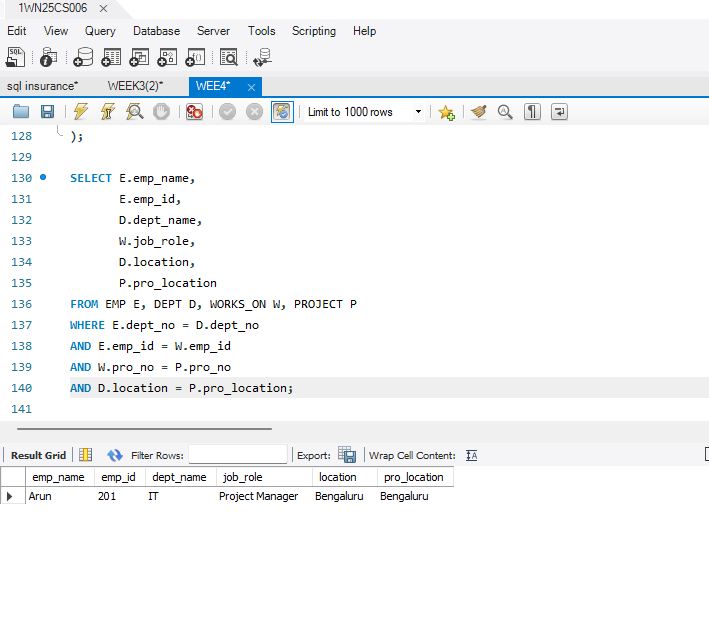 1WN25CS006 ×
Edit View Query Database Server Tools Scripting Help
SQL
sql insurance* WEEK3(2)* WEE4* ×
Limit to 1000 rows
128 );
129
130 SELECT E.emp_name,
131 E.emp_id,
132 D.dept_name,
133 W.job_role,
134 D.location,
135 P.pro_location
136 FROM EMP E, DEPT D, WORKS_ON W, PROJECT P
137 WHERE E.dept_no = D.dept_no
138 AND E.emp_id = W.emp_id
139 AND W.pro_no = P.pro_no
140 AND D.location = P.pro_location;
141
Result Grid Filter Rows: Export: Wrap Cell Content:
emp_name emp_id dept_name job_role location pro_location
Arun 201 IT Project Manager Bengaluru Bengaluru